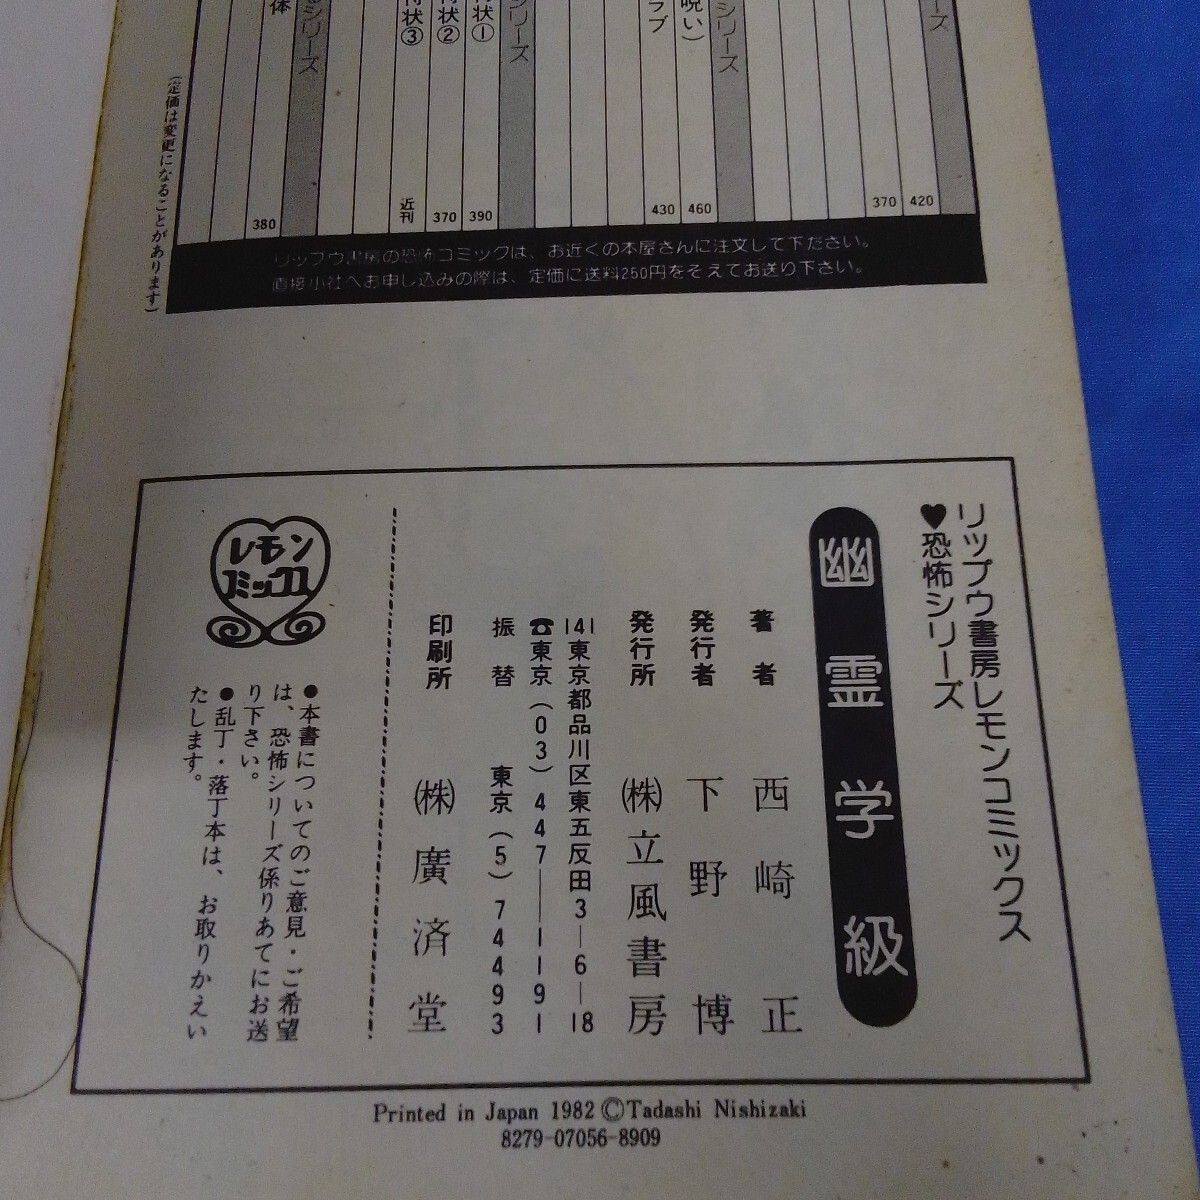 シリーズ
420
370
シリーズ
呪い)
460
ラブ
430
シリーズ
状①
390
状②
370
状③
近刊
シリーズ
体
380
(定価は変更になることがあります)
リップウ書房の恐怖コミックは、お近くの本屋さんに注文して下ださい。
直接小社へお申し込みの際は、定価に送料250円をそえてお送り下さい。
リップウ書房レモンコミックス
♥恐怖シリーズ
幽霊学級
著者 西崎正
発行者 下野博
発行所 (株)立風書房
141東京都品川区東五反田3—6—18
☎東京(03)447—1191
振替 東京(5)74493
印刷所 (株)廣済堂
レモン
コミックス
●本書についてのご意見・ご希望
は、恐怖シリーズ係りあてにお送
り下さい。
●乱丁・落丁本は、お取りかえい
たします。
Printed in Japan 1982 ©Tadashi Nishizaki
8279-07056-8909